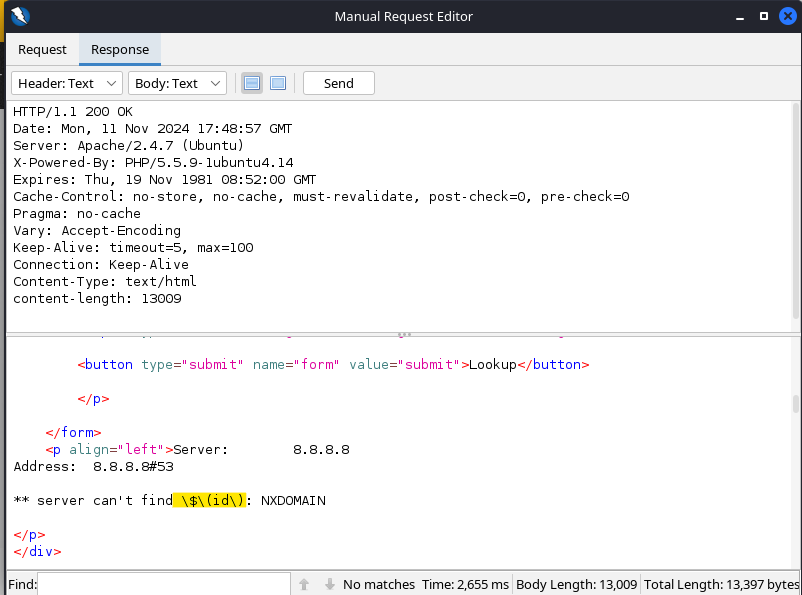 Manual Request Editor
Request Response
Header: Text Body: Text Send
HTTP/1.1 200 OK
Date: Mon, 11 Nov 2024 17:48:57 GMT
Server: Apache/2.4.7 (Ubuntu)
X-Powered-By: PHP/5.5.9-1ubuntu4.14
Expires: Thu, 19 Nov 1981 08:52:00 GMT
Cache-Control: no-store, no-cache, must-revalidate, post-check=0, pre-check=0
Pragma: no-cache
Vary: Accept-Encoding
Keep-Alive: timeout=5, max=100
Connection: Keep-Alive
Content-Type: text/html
content-length: 13009
<button type="submit" name="form" value="submit">Lookup</button>
</p>
</form>
<p align="left">Server: 8.8.8.8
Address: 8.8.8.8#53
** server can't find \$\(id\): NXDOMAIN
</p>
</div>
Find: No matches Time: 2,655 ms Body Length: 13,009 Total Length: 13,397 bytes